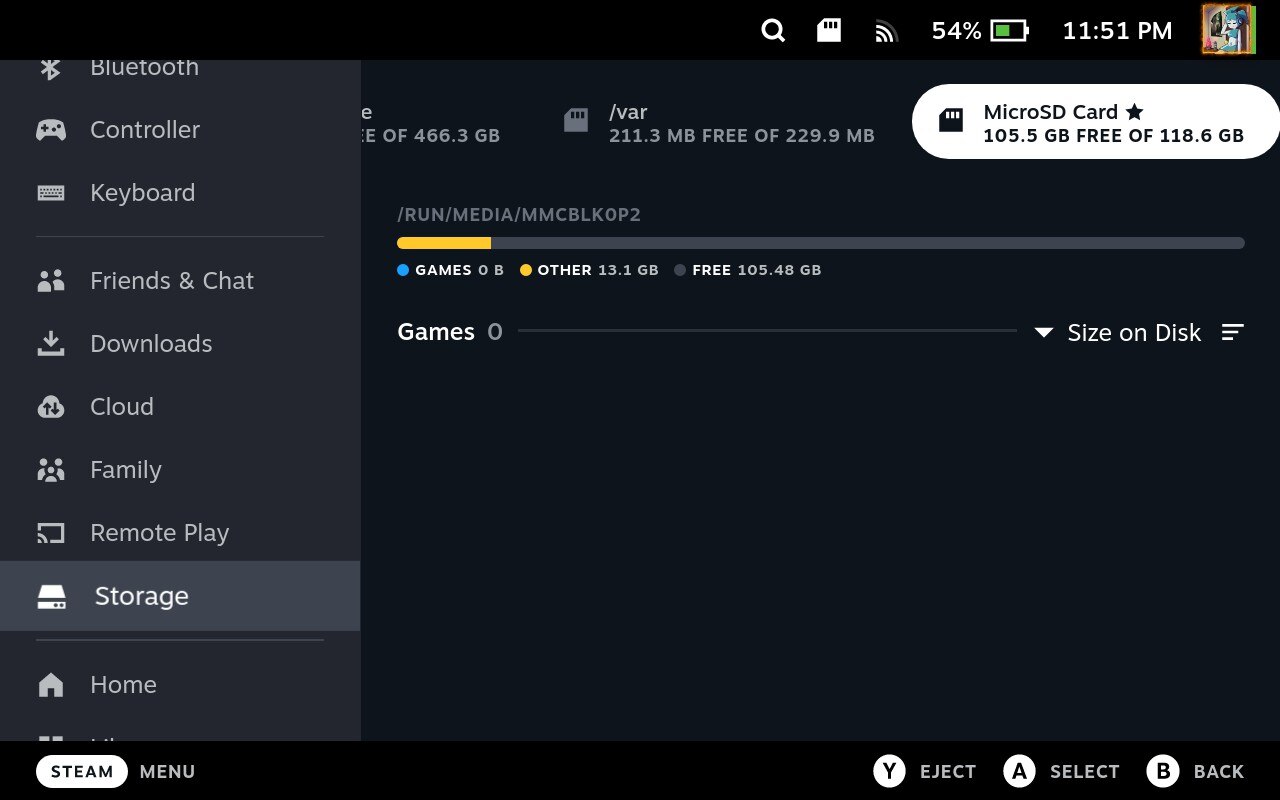 54%
11:51 PM
Bluetooth
Controller
Keyboard
Friends & Chat
Downloads
Cloud
Family
Remote Play
Storage
Home
e
EE OF 466.3 GB
/var
211.3 MB FREE OF 229.9 MB
MicroSD Card ★
105.5 GB FREE OF 118.6 GB
/RUN/MEDIA/MMCBLK0P2
GAMES 0 B OTHER 13.1 GB FREE 105.48 GB
Games 0
Size on Disk
STEAM MENU
Y EJECT A SELECT B BACK